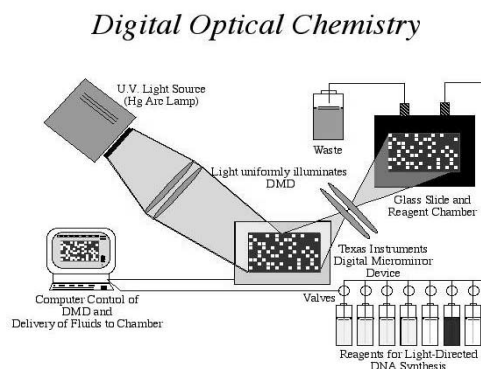 Digital Optical Chemistry
U.V. Light Source
(Hg Arc Lamp)
Waste
Light uniformly illuminates
DMD
Glass Slide and
Reagent Chamber
Texas Instruments
Digital Micromirror
Device
Computer Control of
DMD and
Delivery of Fluids to Chamber
Valves
Reagents for Light-Directed
DNA Synthesis